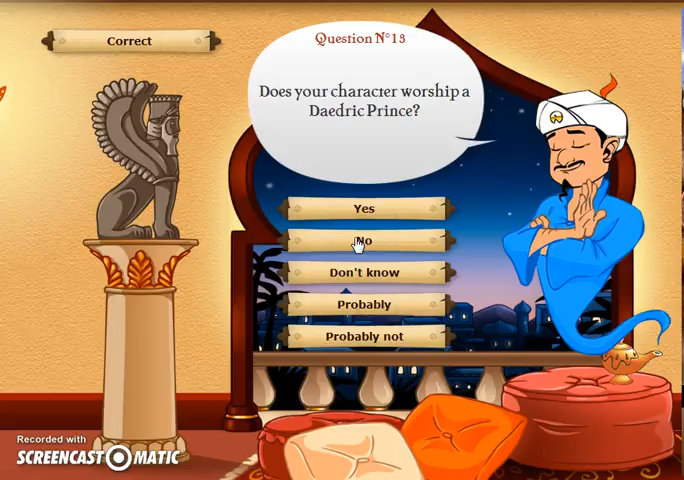 Correct
Question N°13
Does your character worship a
Daedric Prince?
Yes
No
Don't know
Probably
Probably not
Recorded with
SCREENCAST MATIC